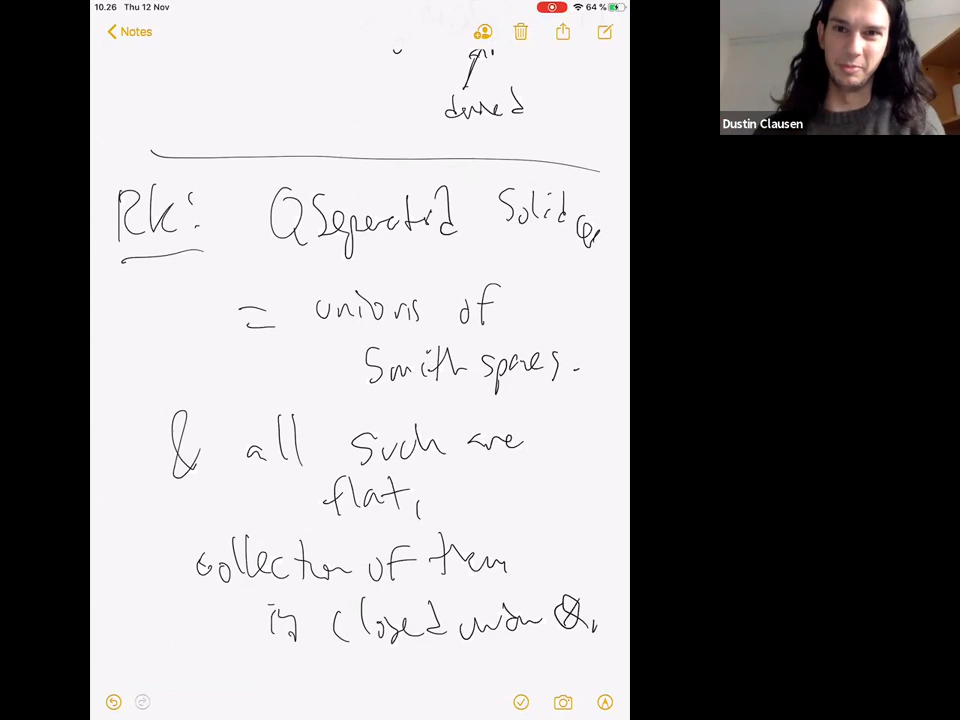 10.26 Thu 12 Nov
64 %
Notes
Dustin Clausen
Rk: QSeparated Solid
= unions of
Smith spaces.
& all such are
flat,
collection of them
is closed under ⊗.